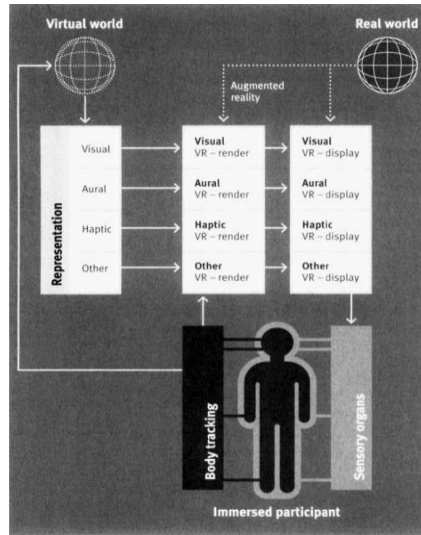 Virtual world
Real world
Augmented
reality
Representation
Visual
Aural
Haptic
Other
Visual
VR – render
Aural
VR – render
Haptic
VR – render
Other
VR – render
Visual
VR – display
Aural
VR – display
Haptic
VR – display
Other
VR – display
Body tracking
Sensory organs
Immersed participant